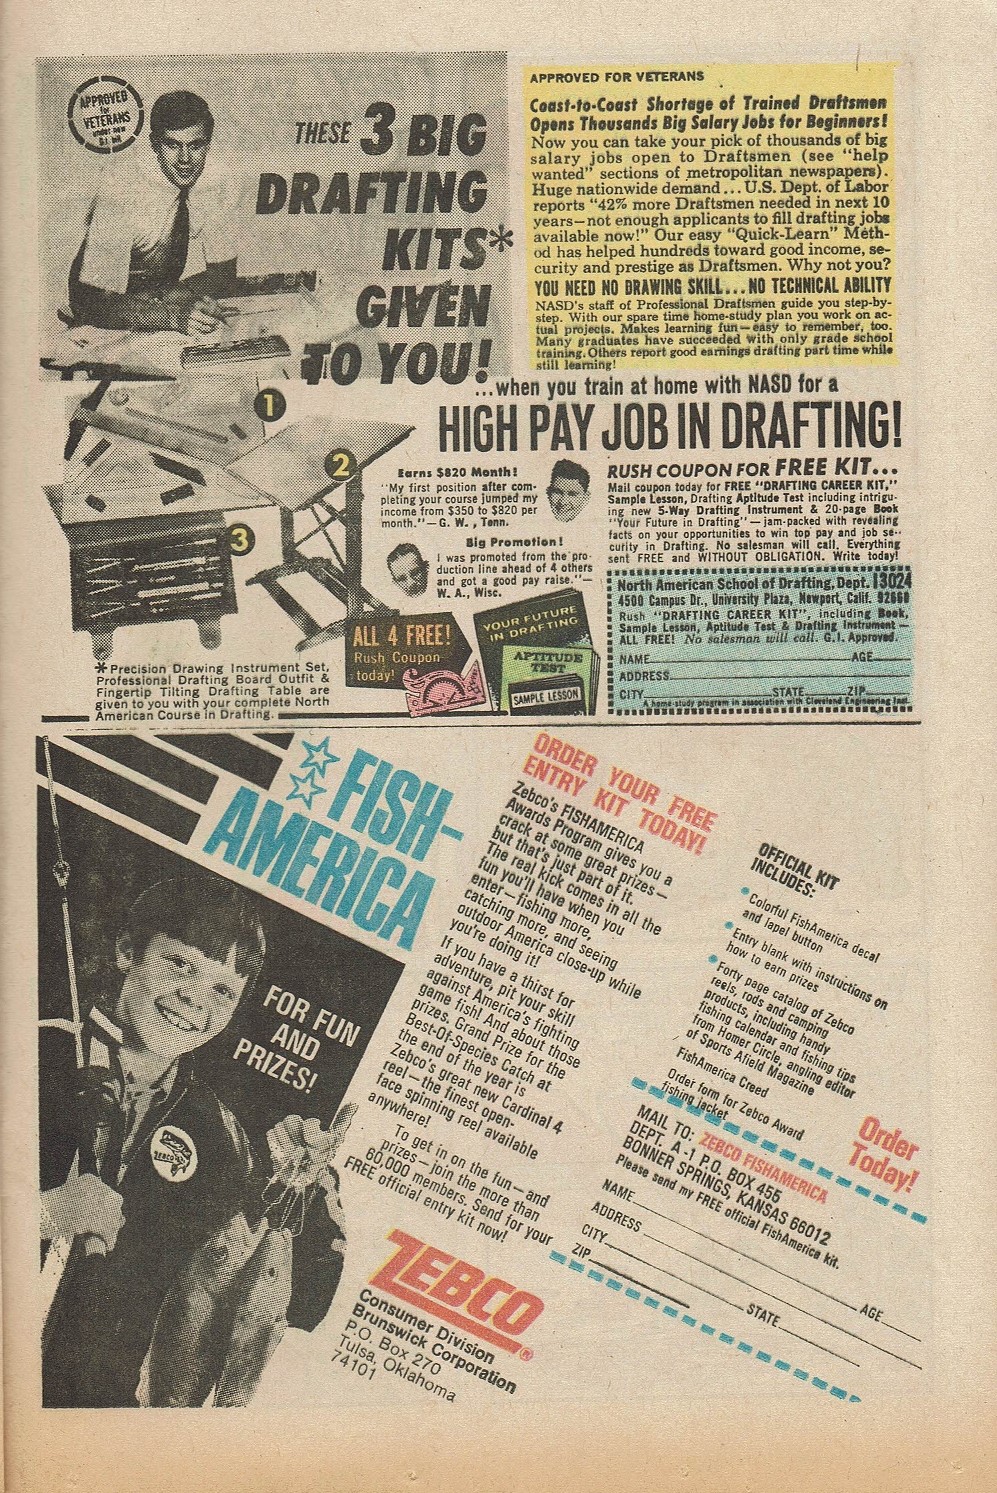 APPROVED
for
VETERANS
under new
G.I. bill
THESE 3 BIG
DRAFTING
KITS*
GIVEN
TO YOU!
APPROVED FOR VETERANS
Coast-to-Coast Shortage of Trained Draftsmen
Opens Thousands Big Salary Jobs for Beginners!
Now you can take your pick of thousands of big
salary jobs open to Draftsmen (see "help
wanted" sections of metropolitan newspapers).
Huge nationwide demand... U.S. Dept. of Labor
reports "42% more Draftsmen needed in next 10
years—not enough applicants to fill drafting jobs
available now!" Our easy "Quick-Learn" Meth-
od has helped hundreds toward good income, se-
curity and prestige as Draftsmen. Why not you?
YOU NEED NO DRAWING SKILL...NO TECHNICAL ABILITY
NASD's staff of Professional Draftsmen guide you step-by-
step. With our spare time home-study plan you work on ac-
tual projects. Makes learning fun—easy to remember, too.
Many graduates have succeeded with only grade school
training. Others report good earnings drafting part time while
still learning!
...when you train at home with NASD for a
HIGH PAY JOB IN DRAFTING!
1
2
3
Earns $820 Month!
"My first position after com-
pleting your course jumped my
income from $350 to $820 per
month."—G. W., Tenn.
Big Promotion!
I was promoted from the pro-
duction line ahead of 4 others
and got a good pay raise."—
W. A., Wisc.
RUSH COUPON FOR FREE KIT...
Mail coupon today for FREE "DRAFTING CAREER KIT,"
Sample Lesson, Drafting Aptitude Test including intrigu-
ing new 5-Way Drafting Instrument & 20-page Book
"Your Future in Drafting"—jam-packed with revealing
facts on your opportunities to win top pay and job se-
curity in Drafting. No salesman will call. Everything
sent FREE and WITHOUT OBLIGATION. Write today!
ALL 4 FREE!
Rush Coupon
today!
YOUR FUTURE
IN DRAFTING
APTITUDE
TEST
SAMPLE LESSON
North American School of Drafting, Dept. 13024
4500 Campus Dr., University Plaza, Newport, Calif. 92660
Rush "DRAFTING CAREER KIT", including Book,
Sample Lesson, Aptitude Test & Drafting Instrument—
ALL FREE! No salesman will call. G.I. Approved.
NAME AGE
ADDRESS
CITY STATE ZIP
A home-study program in association with Cleveland Engineering Inst.
*Precision Drawing Instrument Set,
Professional Drafting Board Outfit &
Fingertip Tilting Drafting Table are
given to you with your complete North
American Course in Drafting.
FISH-
AMERICA
FOR FUN
AND
PRIZES!
ZEBCO
ORDER YOUR FREE
ENTRY KIT TODAY!
Zebco's FISHAMERICA
Awards Program gives you a
crack at some great prizes—
but that's just part of it.
The real kick comes in all the
fun you'll have when you
enter—fishing more,
catching more, and seeing
outdoor America close-up while
you're doing it!
If you have a thirst for
adventure, pit your skill
against America's fighting
game fish! And about those
prizes, Grand Prize for the
Best-Of-Species Catch at
the end of the year is
Zebco's great new Cardinal 4
reel—the finest open-
face spinning reel available
anywhere!
To get in on the fun—and
prizes—join the more than
60,000 members. Send for your
FREE official entry kit now!
ZEBCO®
Consumer Division
Brunswick Corporation
P.O. Box 270
Tulsa, Oklahoma
74101
OFFICIAL KIT
INCLUDES:
• Colorful FishAmerica decal
and lapel button
• Entry blank with instructions on
how to earn prizes
• Forty page catalog of Zebco
reels, rods and camping
products, including handy
fishing calendar and fishing tips
from Homer Circle, angling editor
of Sports Afield Magazine
FishAmerica Creed
Order form for Zebco Award
fishing jacket
Order
Today!
MAIL TO: ZEBCO FISHAMERICA
DEPT. A-1 P.O. BOX 455
BONNER SPRINGS, KANSAS 66012
Please send my FREE official FishAmerica kit.
NAME
ADDRESS AGE
CITY
ZIP STATE